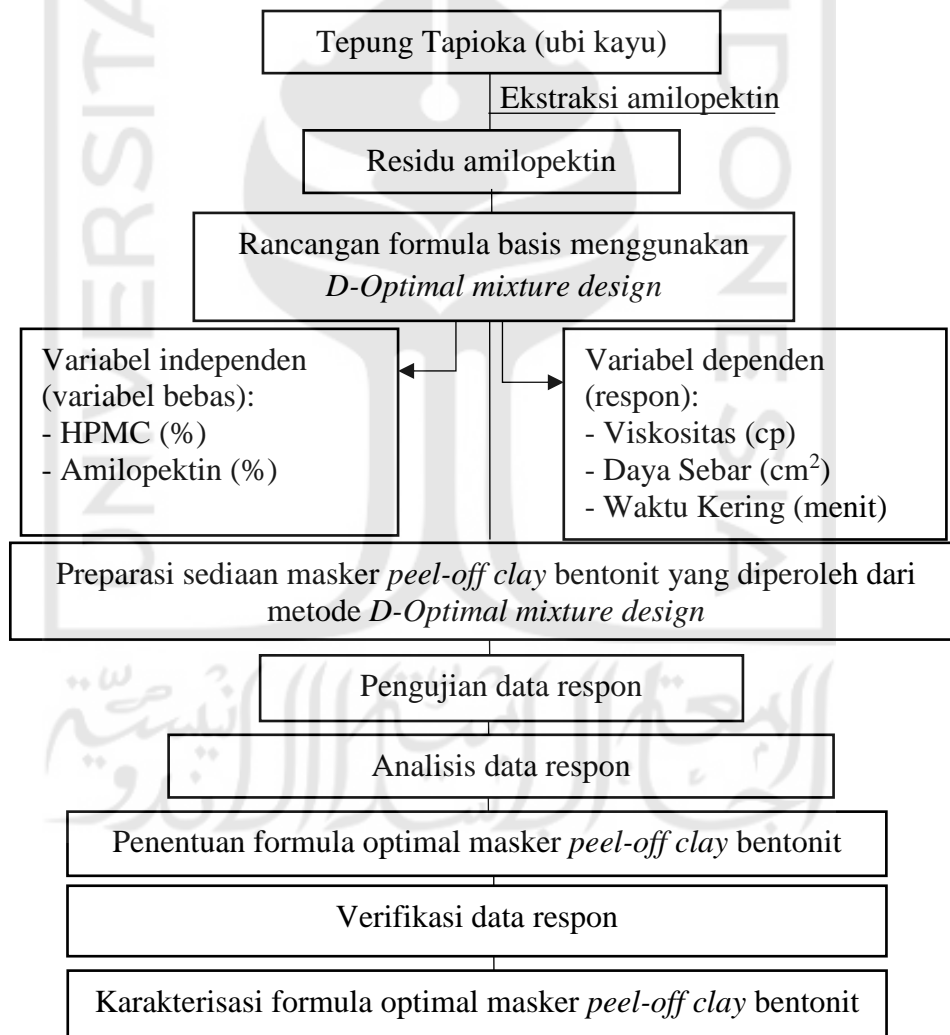 Tepung Tapioka (ubi kayu)
Ekstraksi amilopektin
Residu amilopektin
Rancangan formula basis menggunakan
D-Optimal mixture design
Variabel independen
(variabel bebas):
- HPMC (%)
- Amilopektin (%)
Variabel dependen
(respon):
- Viskositas (cp)
- Daya Sebar (cm²)
- Waktu Kering (menit)
Preparasi sediaan masker peel-off clay bentonit yang diperoleh dari
metode D-Optimal mixture design
Pengujian data respon
Analisis data respon
Penentuan formula optimal masker peel-off clay bentonit
Verifikasi data respon
Karakterisasi formula optimal masker peel-off clay bentonit